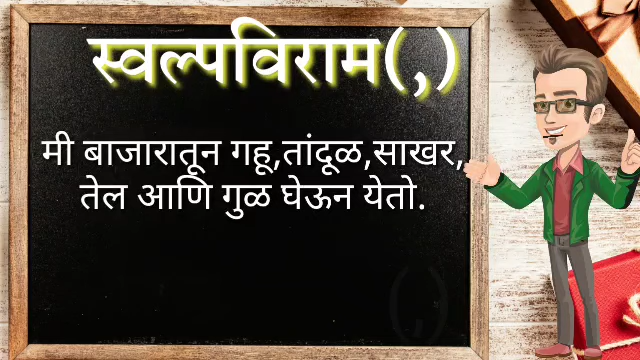 स्वल्पविराम(,)
मी बाजारातून गहू,तांदूळ,साखर,
तेल आणि गुळ घेऊन येतो.
()